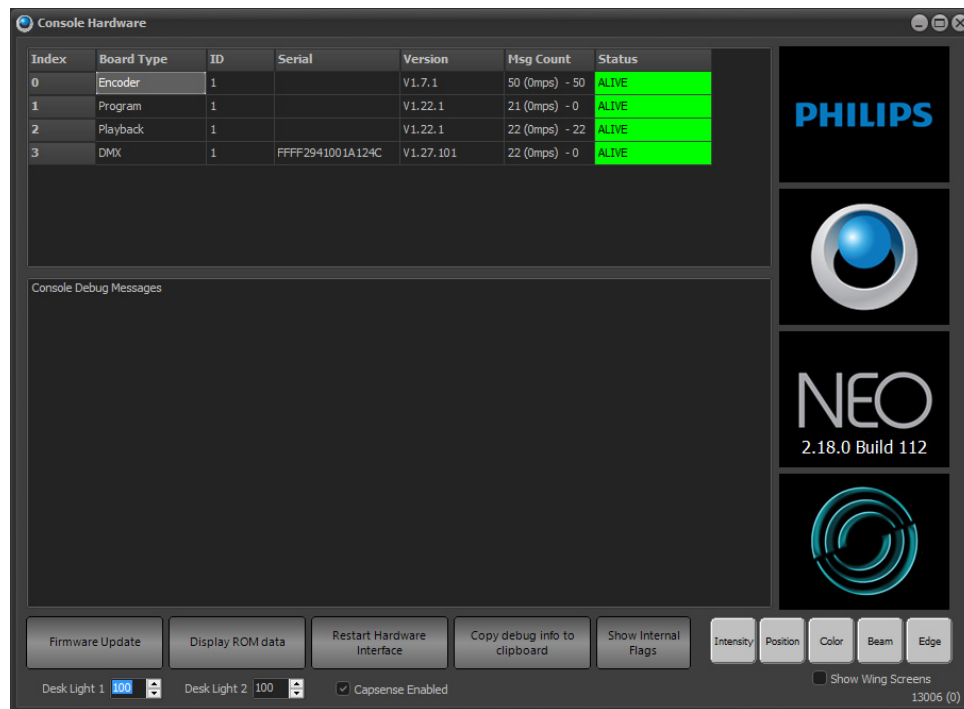 Console Hardware
Index Board Type ID Serial Version Msg Count Status
0 Encoder 1 V1.7.1 50 (0mps) - 50 ALIVE
1 Program 1 V1.22.1 21 (0mps) - 0 ALIVE
2 Playback 1 V1.22.1 22 (0mps) - 22 ALIVE
3 DMX 1 FFFF2941001A124C V1.27.101 22 (0mps) - 0 ALIVE
PHILIPS
Console Debug Messages
NEO
2.18.0 Build 112
Firmware Update
Display ROM data
Restart Hardware
Interface
Copy debug info to
clipboard
Show Internal
Flags
Intensity
Position
Color
Beam
Edge
Desk Light 1 100
Desk Light 2 100
Capsense Enabled
Show Wing Screens
13006 (0)